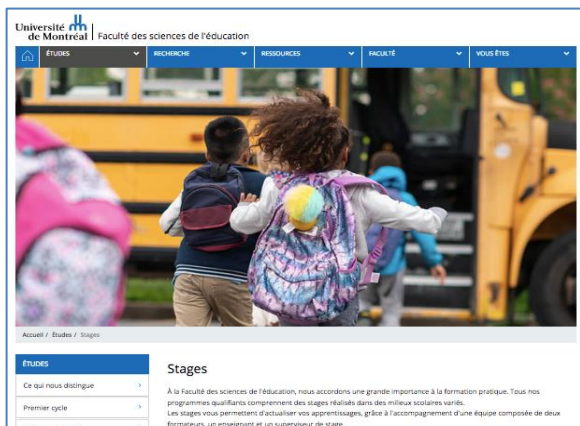 Université
de Montréal
Faculté des sciences de l'éducation
ÉTUDES
RECHERCHE
RESSOURCES
FACULTÉ
VOUS ÊTES
Accueil / Études / Stages
ÉTUDES
Ce qui nous distingue
Premier cycle
Stages
À la Faculté des sciences de l'éducation, nous accordons une grande importance à la formation pratique. Tous nos
programmes qualifiants comprennent des stages réalisés dans des milieux scolaires variés.
Les stages vous permettent d'actualiser vos apprentissages, grâce à l'accompagnement d'une équipe composée de deux
formateurs, un enseignant et un superviseur de stage.